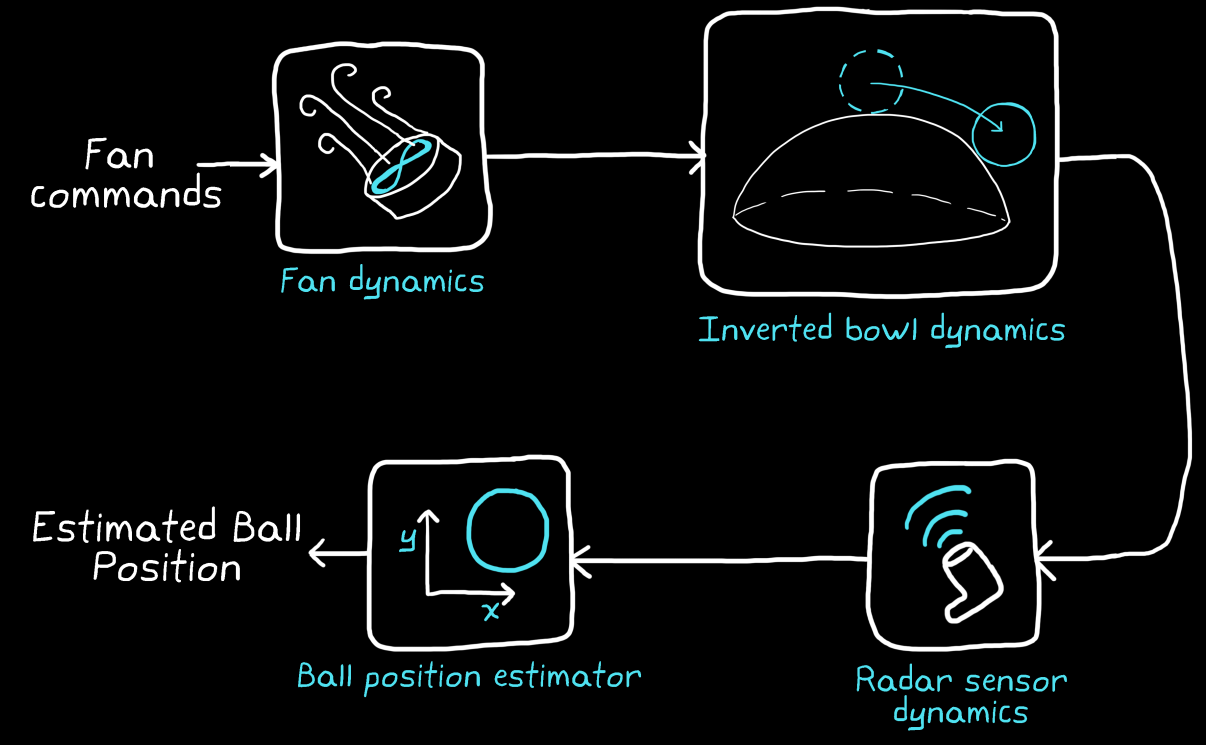 Fan
commands
Fan dynamics
Inverted bowl dynamics
Estimated Ball
Position
y
x
Ball position estimator
Radar sensor
dynamics